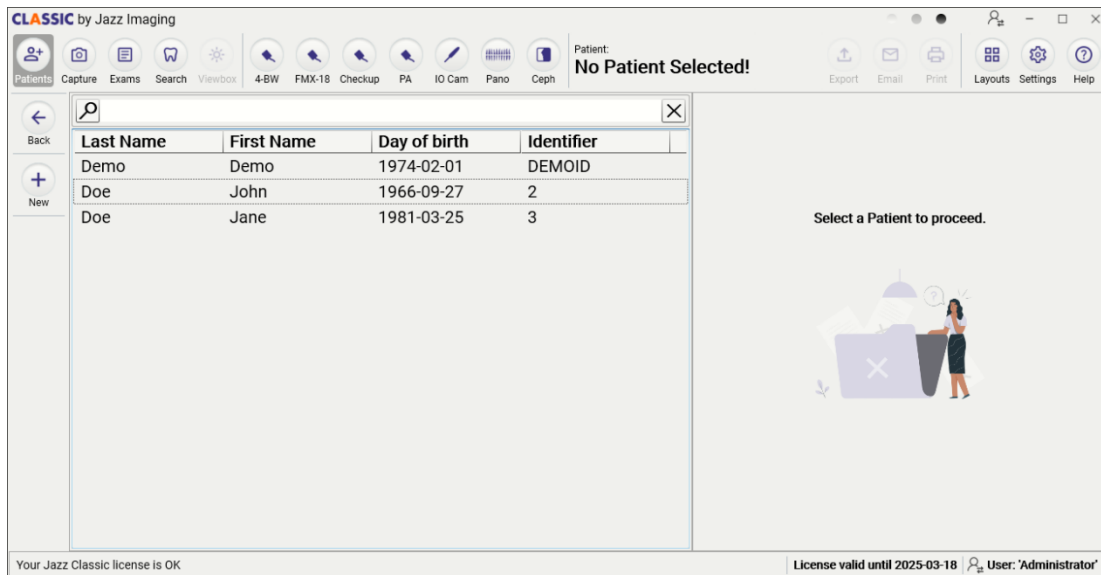 CLASSIC by Jazz Imaging
Patients Capture Exams Search Viewbox 4-BW FMX-18 Checkup PA IO Cam Pano Ceph
Patient:
No Patient Selected!
Export Email Print Layouts Settings Help
Back
New
Last Name First Name Day of birth Identifier
Demo Demo 1974-02-01 DEMOID
Doe John 1966-09-27 2
Doe Jane 1981-03-25 3
Select a Patient to proceed.
Your Jazz Classic license is OK
License valid until 2025-03-18 User: 'Administrator'